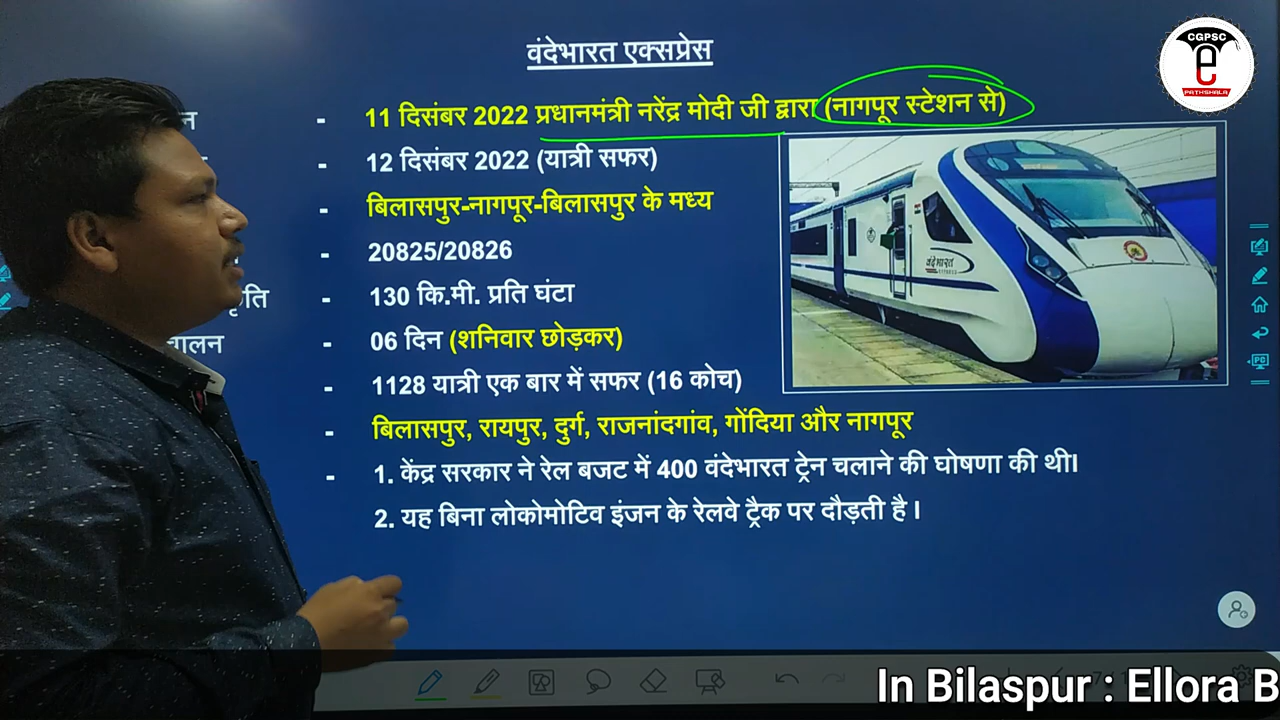 वंदेभारत एक्सप्रेस
CGPSC
e
PATHSHALA
न - 11 दिसंबर 2022 प्रधानमंत्री नरेंद्र मोदी जी द्वारा (नागपूर स्टेशन से)
- 12 दिसंबर 2022 (यात्री सफर)
- बिलासपुर-नागपूर-बिलासपुर के मध्य
- 20825/20826
ृति - 130 कि.मी. प्रति घंटा
ालन - 06 दिन (शनिवार छोड़कर)
- 1128 यात्री एक बार में सफर (16 कोच)
- बिलासपुर, रायपुर, दुर्ग, राजनांदगांव, गोंदिया और नागपूर
- 1. केंद्र सरकार ने रेल बजट में 400 वंदेभारत ट्रेन चलाने की घोषणा की थी।
2. यह बिना लोकोमोटिव इंजन के रेलवे ट्रैक पर दौड़ती है।
वंदेभारत
EXPRESS
In Bilaspur : Ellora B